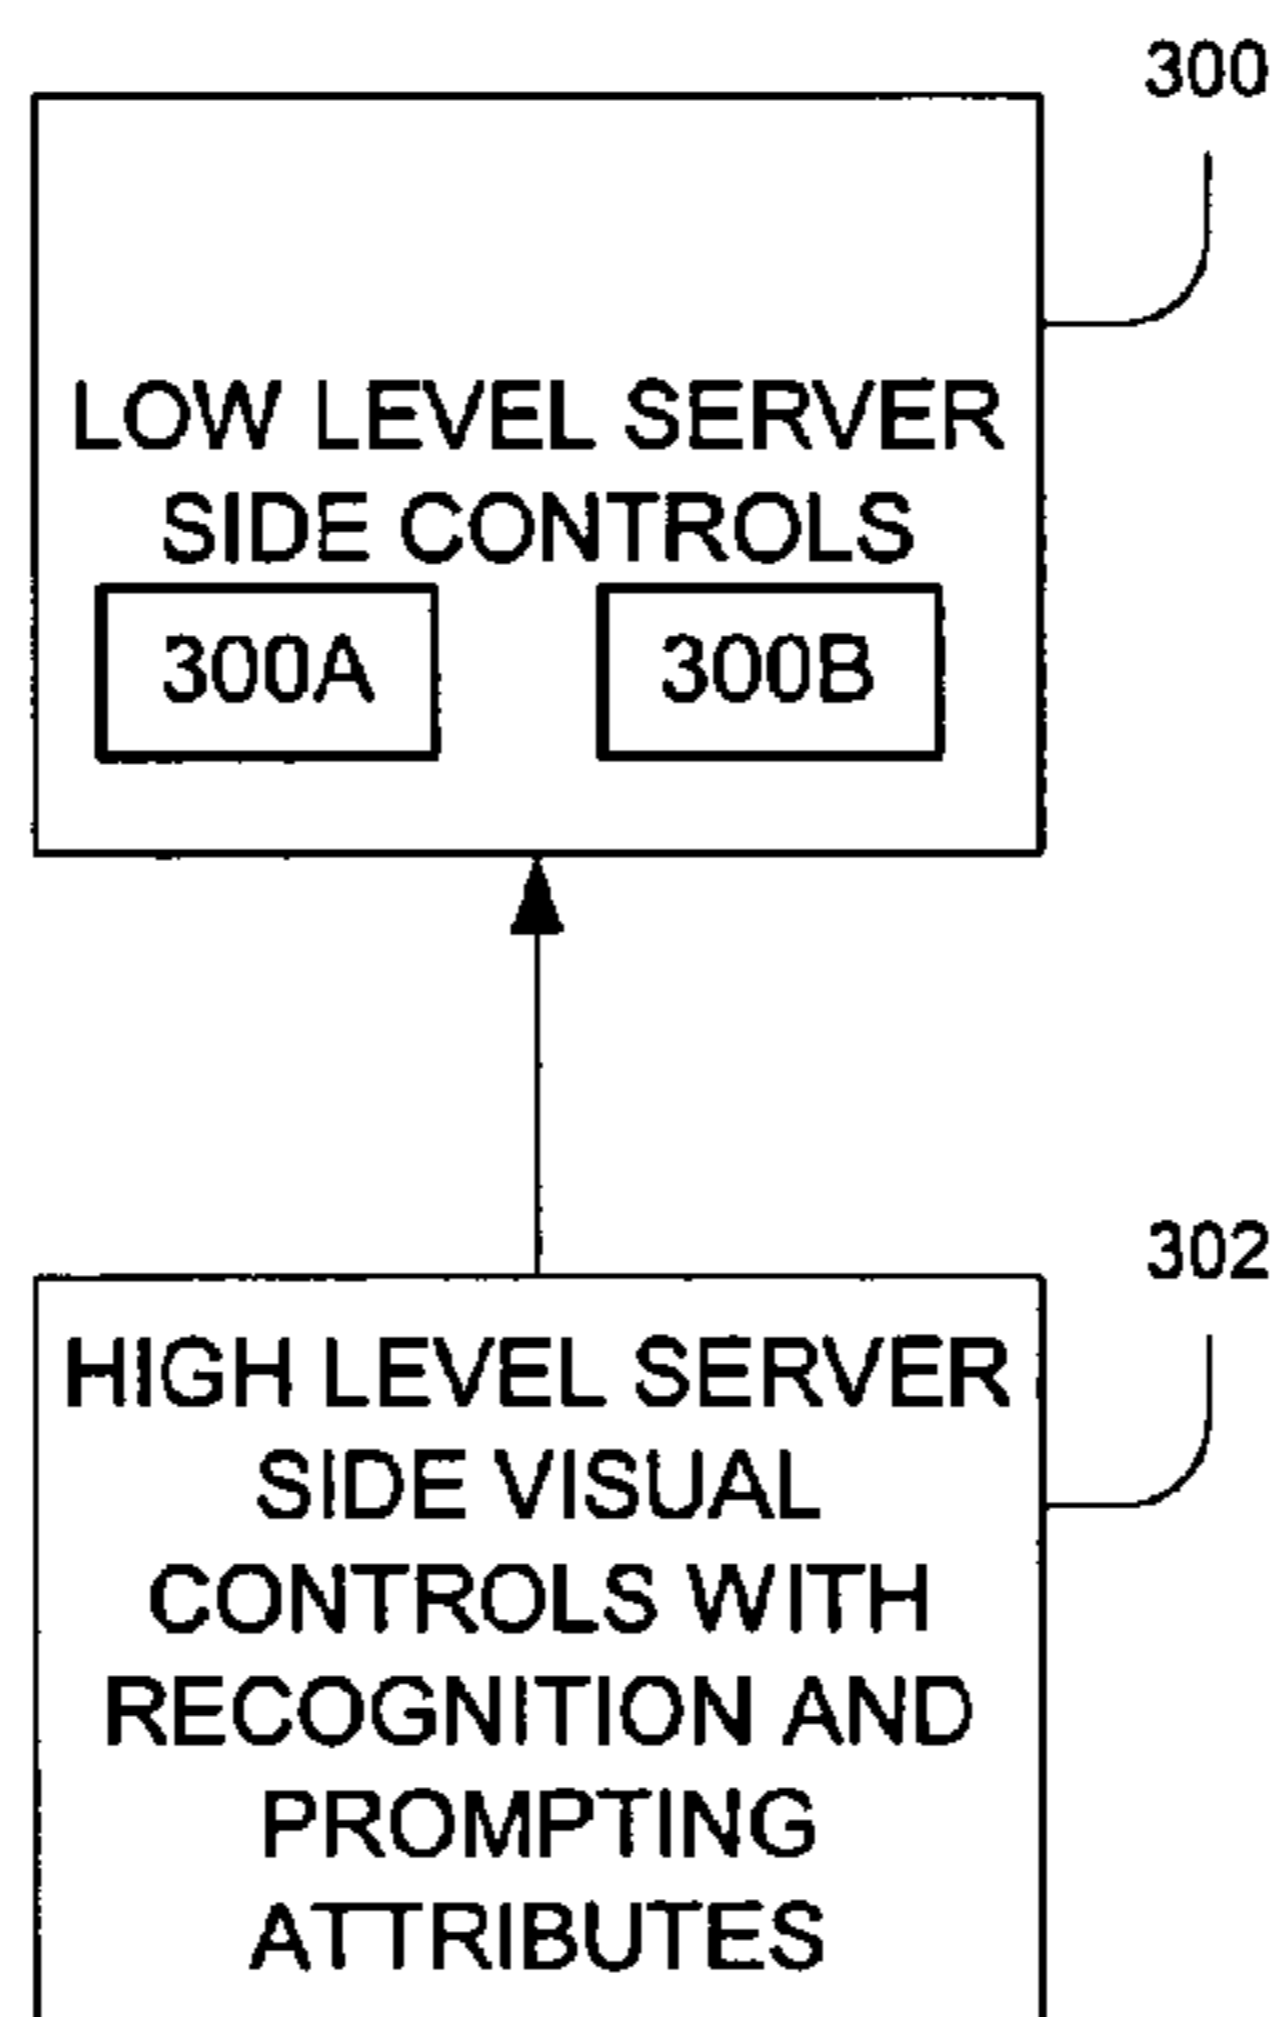 300
LOW LEVEL SERVER
SIDE CONTROLS
300A 300B
302
HIGH LEVEL SERVER
SIDE VISUAL
CONTROLS WITH
RECOGNITION AND
PROMPTING
ATTRIBUTES